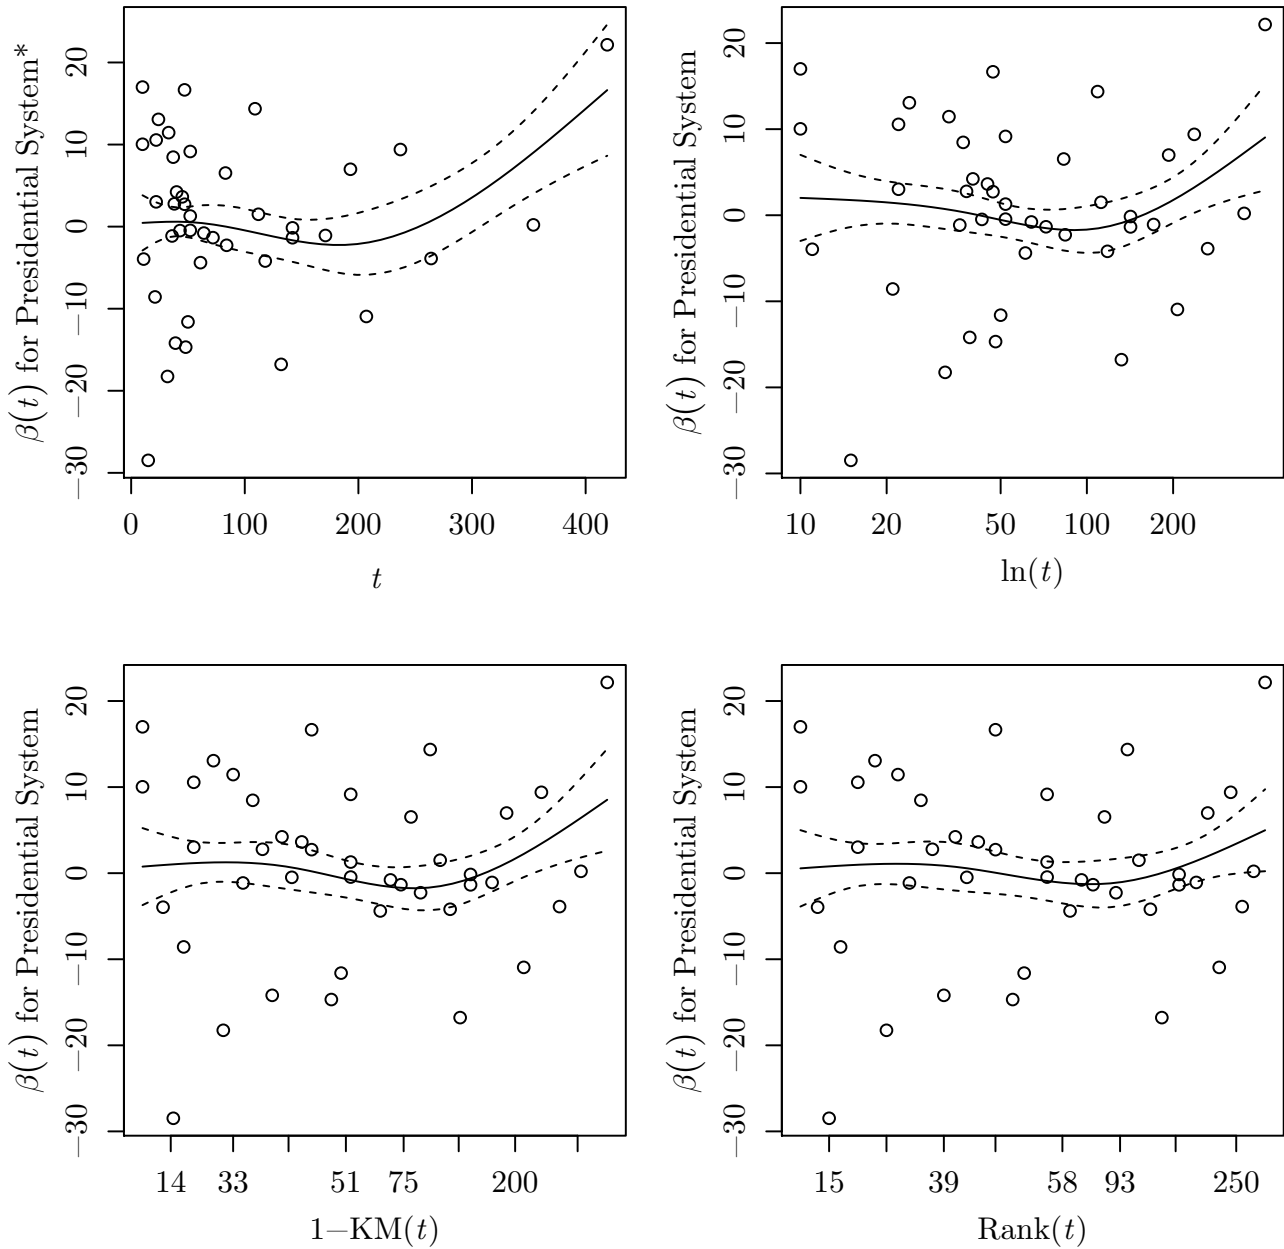 β(t) for Presidential System*
20
10
0
−10
−20
−30
0 100 200 300 400
t
β(t) for Presidential System
20
10
0
−10
−20
−30
10 20 50 100 200
ln(t)
β(t) for Presidential System
20
10
0
−10
−20
−30
14 33 51 75 200
1−KM(t)
β(t) for Presidential System
20
10
0
−10
−20
−30
15 39 58 93 250
Rank(t)